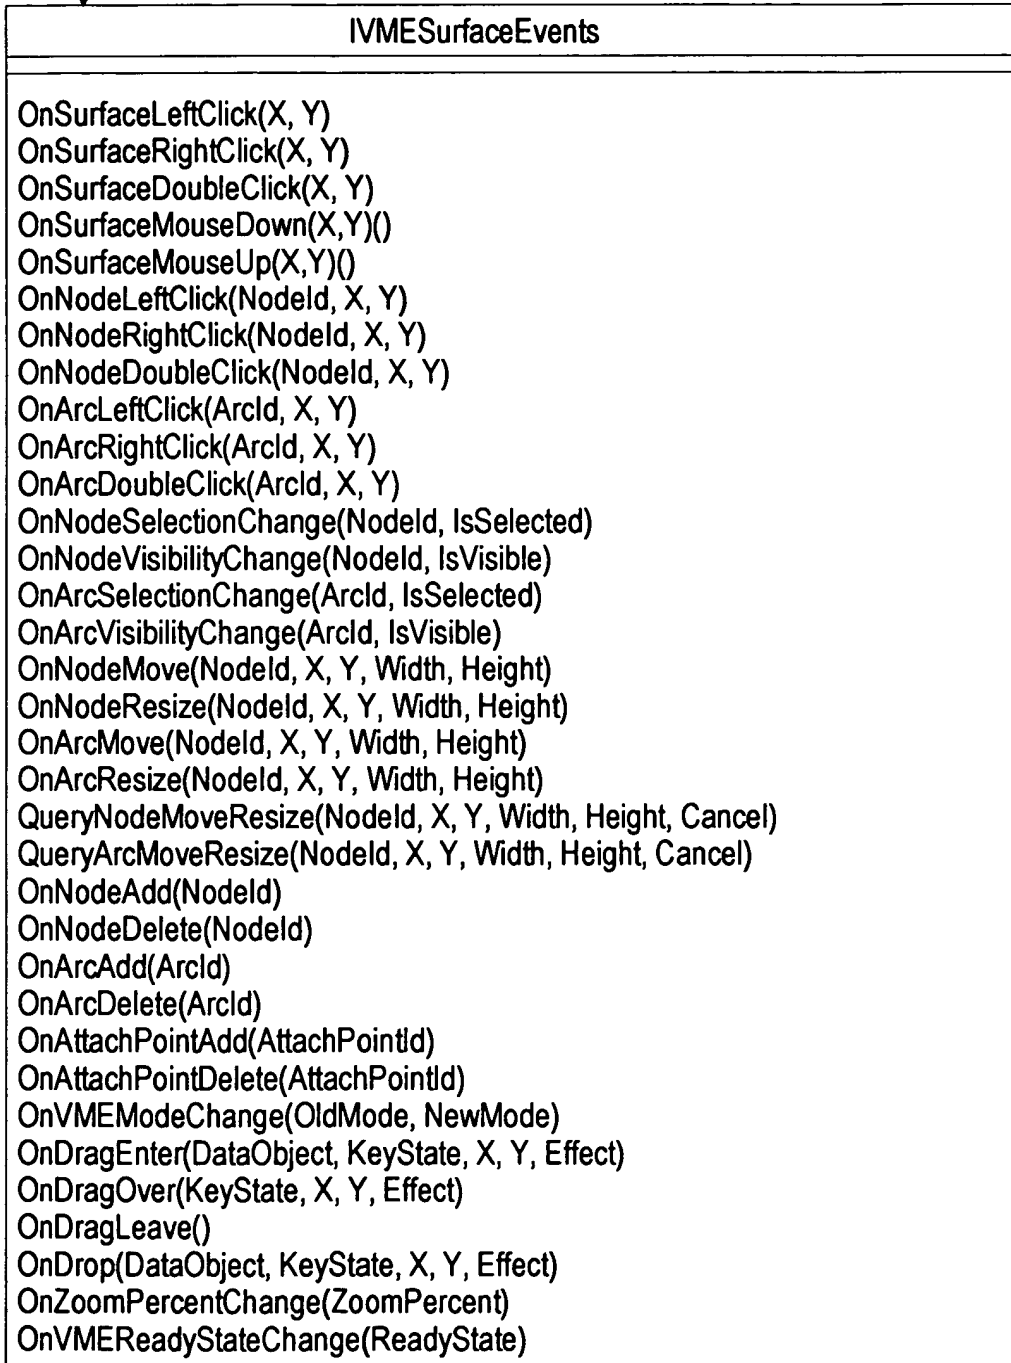 IVMESurfaceEvents
OnSurfaceLeftClick(X, Y)
OnSurfaceRightClick(X, Y)
OnSurfaceDoubleClick(X, Y)
OnSurfaceMouseDown(X,Y)()
OnSurfaceMouseUp(X,Y)()
OnNodeLeftClick(NodeId, X, Y)
OnNodeRightClick(NodeId, X, Y)
OnNodeDoubleClick(NodeId, X, Y)
OnArcLeftClick(ArcId, X, Y)
OnArcRightClick(ArcId, X, Y)
OnArcDoubleClick(ArcId, X, Y)
OnNodeSelectionChange(NodeId, IsSelected)
OnNodeVisibilityChange(NodeId, IsVisible)
OnArcSelectionChange(ArcId, IsSelected)
OnArcVisibilityChange(ArcId, IsVisible)
OnNodeMove(NodeId, X, Y, Width, Height)
OnNodeResize(NodeId, X, Y, Width, Height)
OnArcMove(NodeId, X, Y, Width, Height)
OnArcResize(NodeId, X, Y, Width, Height)
QueryNodeMoveResize(NodeId, X, Y, Width, Height, Cancel)
QueryArcMoveResize(NodeId, X, Y, Width, Height, Cancel)
OnNodeAdd(NodeId)
OnNodeDelete(NodeId)
OnArcAdd(ArcId)
OnArcDelete(ArcId)
OnAttachPointAdd(AttachPointId)
OnAttachPointDelete(AttachPointId)
OnVMEModeChange(OldMode, NewMode)
OnDragEnter(DataObject, KeyState, X, Y, Effect)
OnDragOver(KeyState, X, Y, Effect)
OnDragLeave()
OnDrop(DataObject, KeyState, X, Y, Effect)
OnZoomPercentChange(ZoomPercent)
OnVMEReadyStateChange(ReadyState)